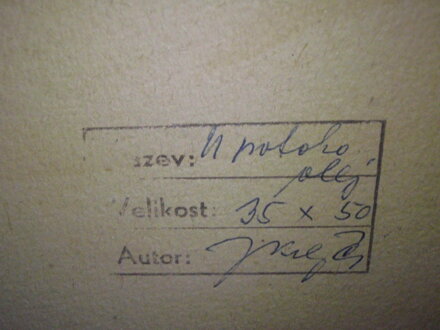 ázev: U potoka
olej
Velikost: 35 x 50
Autor: